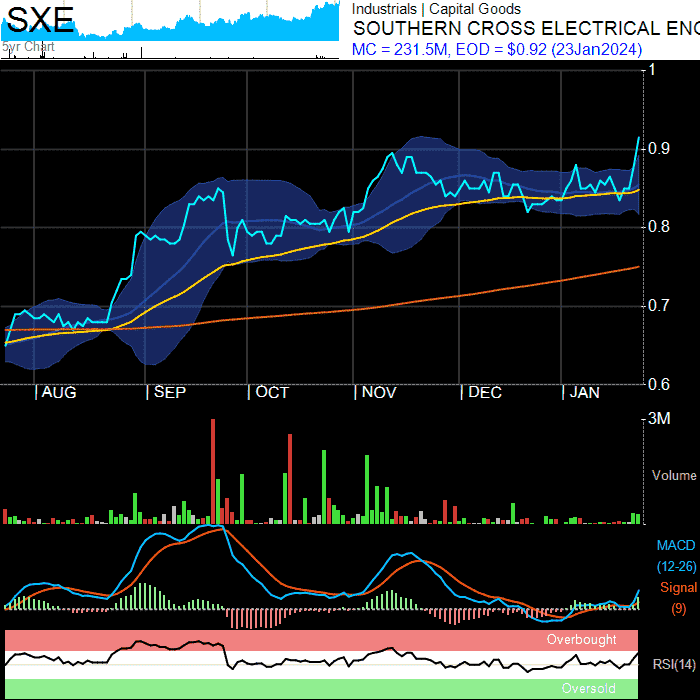 SXE
5yr Chart
Industrials | Capital Goods
SOUTHERN CROSS ELECTRICAL ENG
MC = 231.5M, EOD = $0.92 (23Jan2024)
1
0.9
0.8
0.7
0.6
| AUG | SEP | OCT | NOV | DEC | JAN
3M
Volume
MACD
(12-26)
Signal
(9)
Overbought
RSI(14)
Oversold